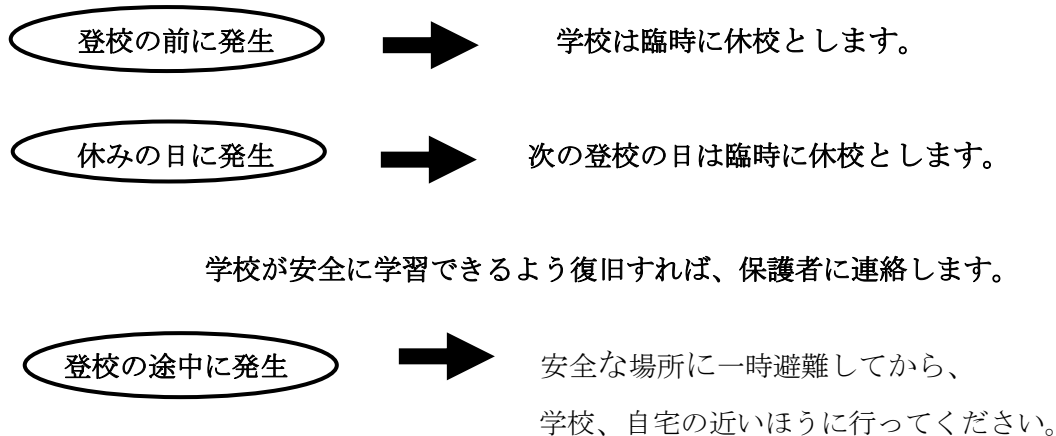 登校の前に発生
学校は臨時に休校とします。
休みの日に発生
次の登校の日は臨時に休校とします。
学校が安全に学習できるよう復旧すれば、保護者に連絡します。
登校の途中に発生
安全な場所に一時避難してから、
学校、自宅の近いほうに行ってください。